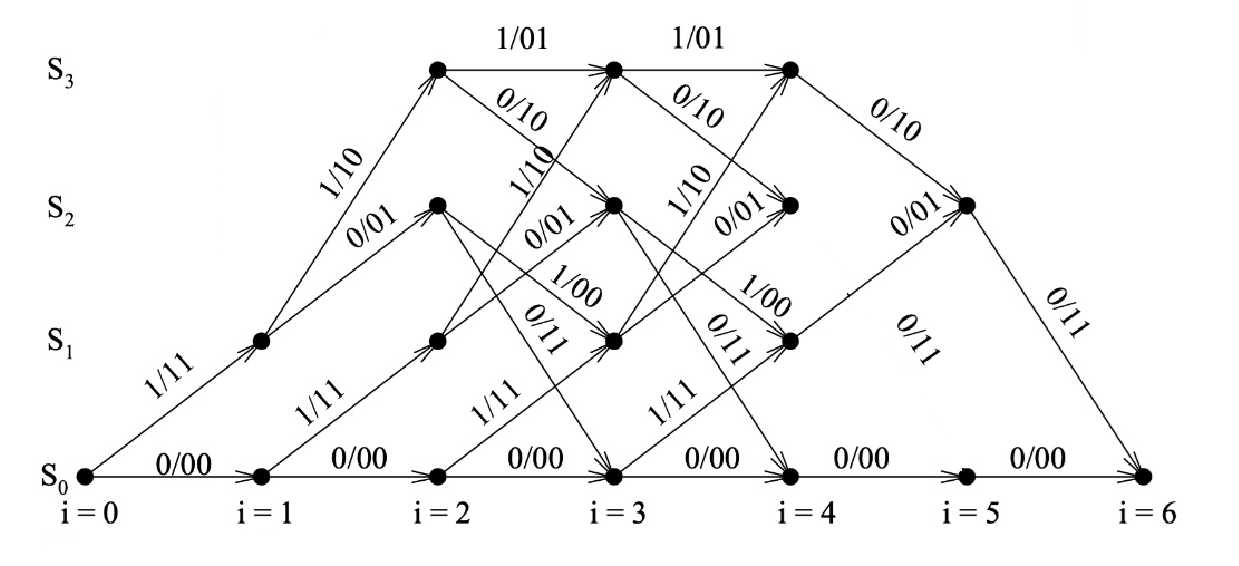 1/01 1/01
S3
0/10 0/10 0/10
1/10 1/10 1/10
S2
0/01 0/01 0/01 0/01
1/00 1/00
S1
0/11 0/11 0/11 0/11
1/11 1/11 1/11 1/11
S0
0/00 0/00 0/00 0/00 0/00 0/00
i = 0 i = 1 i = 2 i = 3 i = 4 i = 5 i = 6